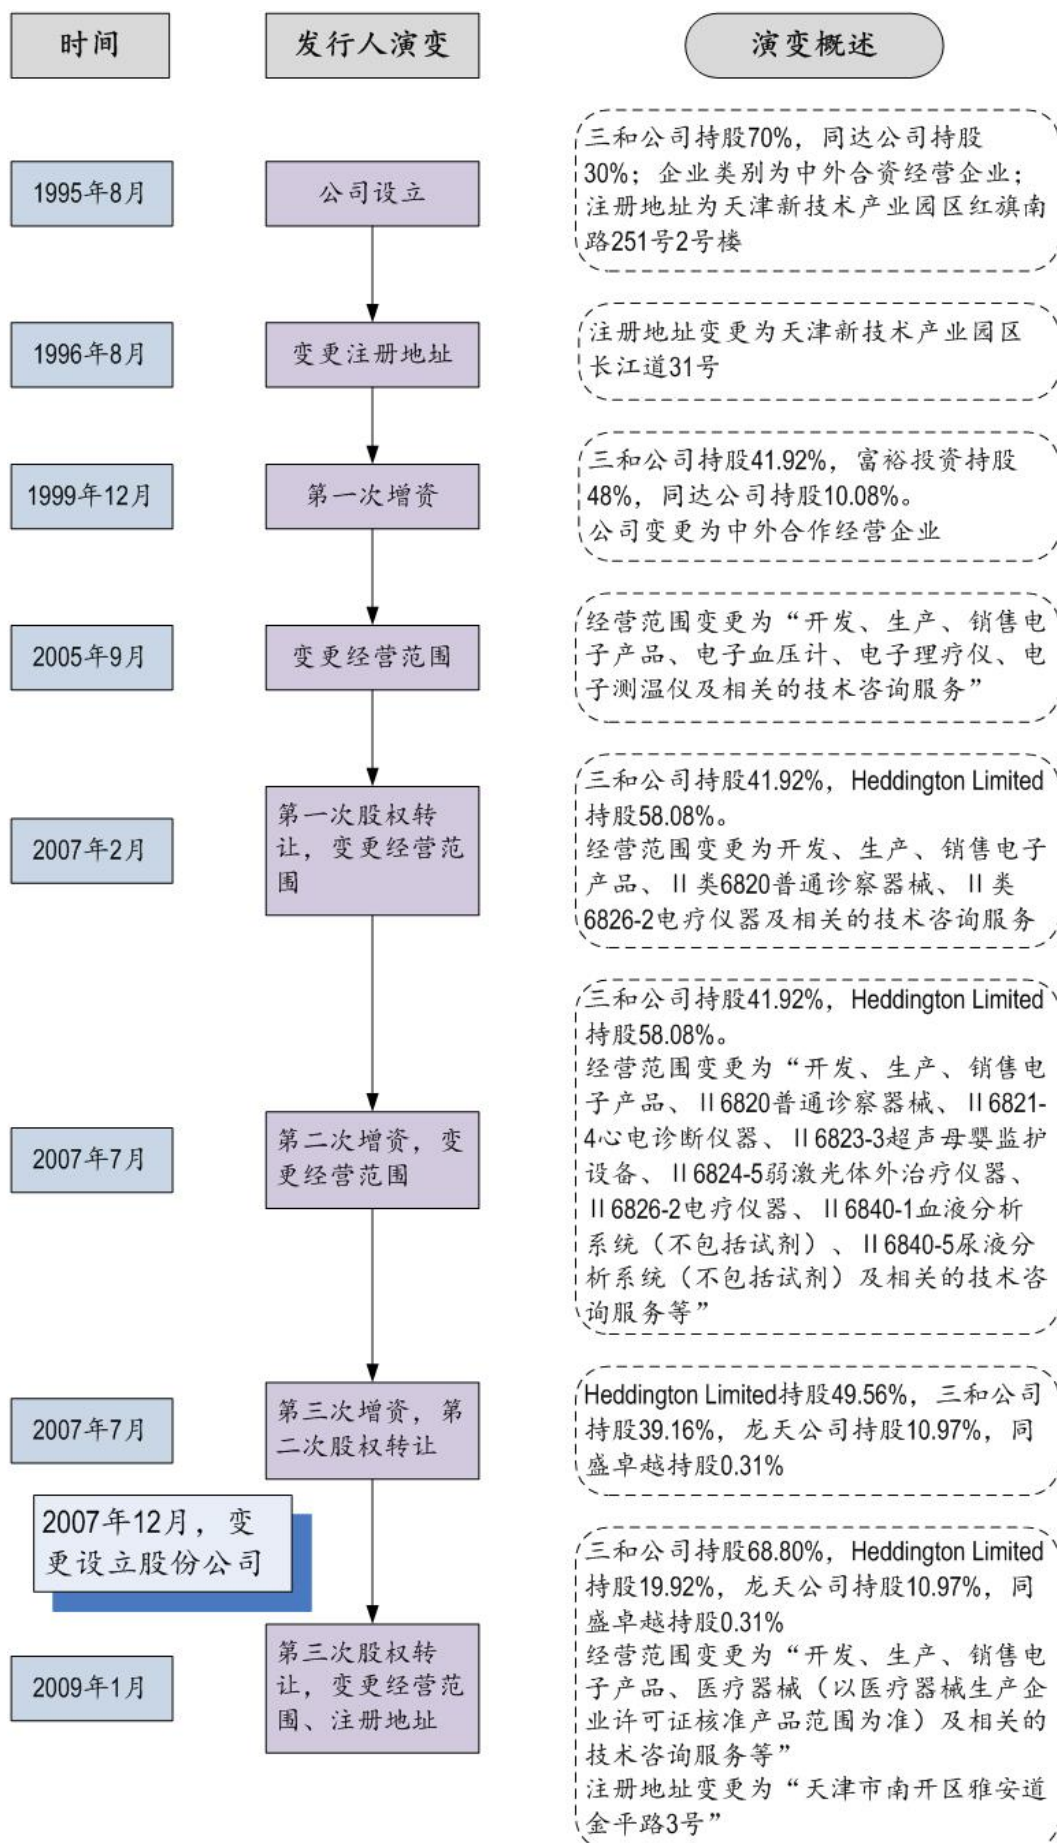 时间
发行人演变
演变概述
1995年8月
公司设立
三和公司持股70%，同达公司持股
30%；企业类别为中外合资经营企业；
注册地址为天津新技术产业园区红旗南
路251号2号楼
1996年8月
变更注册地址
注册地址变更为天津新技术产业园区
长江道31号
1999年12月
第一次增资
三和公司持股41.92%，富裕投资持股
48%，同达公司持股10.08%。
公司变更为中外合作经营企业
2005年9月
变更经营范围
经营范围变更为“开发、生产、销售电
子产品、电子血压计、电子理疗仪、电
子测温仪及相关的技术咨询服务”
2007年2月
第一次股权转
让，变更经营范
围
三和公司持股41.92%，Heddington Limited
持股58.08%。
经营范围变更为开发、生产、销售电子
产品、II类6820普通诊察器械、II类
6826-2电疗仪器及相关的技术咨询服务
2007年7月
第二次增资，变
更经营范围
三和公司持股41.92%，Heddington Limited
持股58.08%。
经营范围变更为“开发、生产、销售电
子产品、II6820普通诊察器械、II6821-
4心电诊断仪器、II6823-3超声母婴监护
设备、II6824-5弱激光体外治疗仪器、
II6826-2电疗仪器、II6840-1血液分析
系统（不包括试剂）、II6840-5尿液分
析系统（不包括试剂）及相关的技术咨
询服务等”
2007年7月
第三次增资，第
二次股权转让
Heddington Limited持股49.56%，三和公司
持股39.16%，龙天公司持股10.97%，同
盛卓越持股0.31%
2007年12月，变
更设立股份公司
2009年1月
第三次股权转
让，变更经营范
围、注册地址
三和公司持股68.80%，Heddington Limited
持股19.92%，龙天公司持股10.97%，同
盛卓越持股0.31%
经营范围变更为“开发、生产、销售电
子产品、医疗器械（以医疗器械生产企
业许可证核准产品范围为准）及相关的
技术咨询服务等”
注册地址变更为“天津市南开区雅安道
金平路3号”